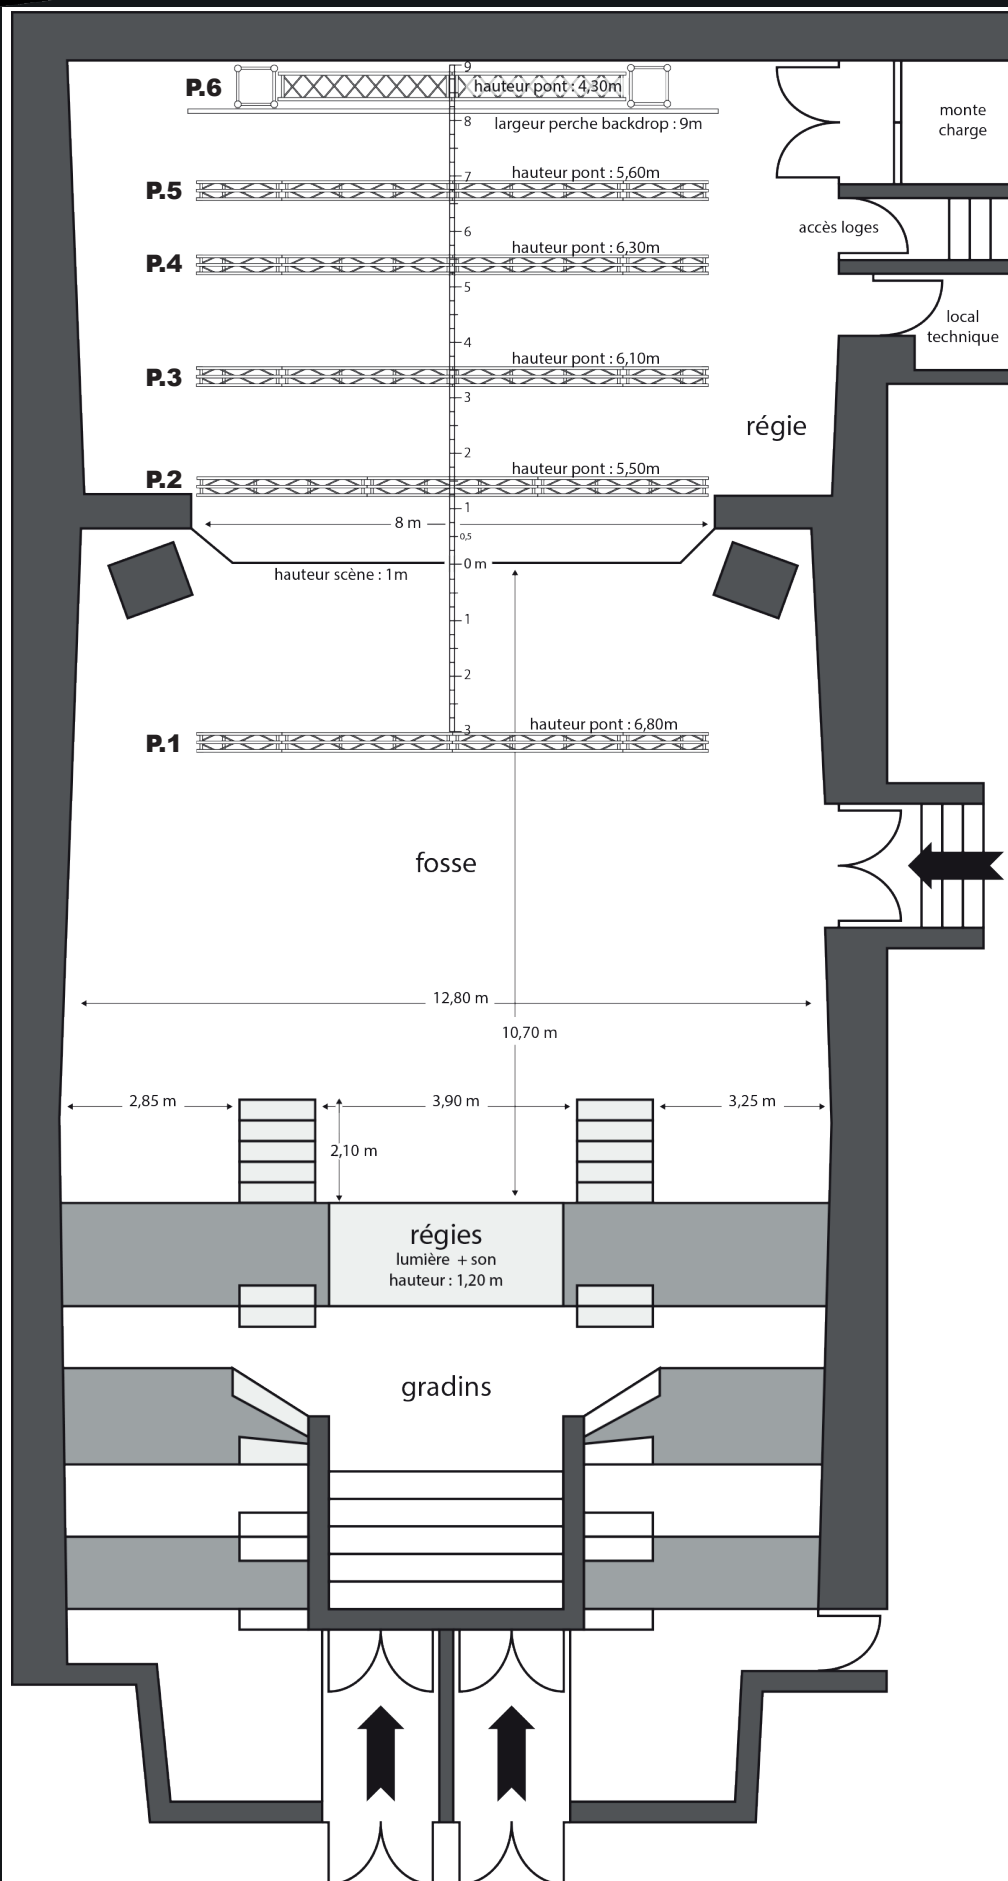 9
P.6
hauteur pont : 4,30m
8
largeur perche backdrop : 9m
monte
charge
hauteur pont : 5,60m
7
P.5
accès loges
6
hauteur pont : 6,30m
P.4
5
local
technique
4
hauteur pont : 6,10m
P.3
3
régie
2
hauteur pont : 5,50m
P.2
1
8 m
0,5
0 m
hauteur scène : 1m
1
2
hauteur pont : 6,80m
3
P.1
fosse
12,80 m
10,70 m
2,85 m
3,90 m
3,25 m
2,10 m
régies
lumière + son
hauteur : 1,20 m
gradins